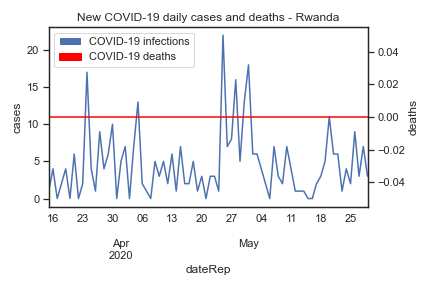 New COVID-19 daily cases and deaths - Rwanda
COVID-19 infections
COVID-19 deaths
20
15
10
5
0
cases
0.04
0.02
0.00
−0.02
−0.04
deaths
16 23 30 06 13 20 27 04 11 18 25
Apr May
2020
dateRep